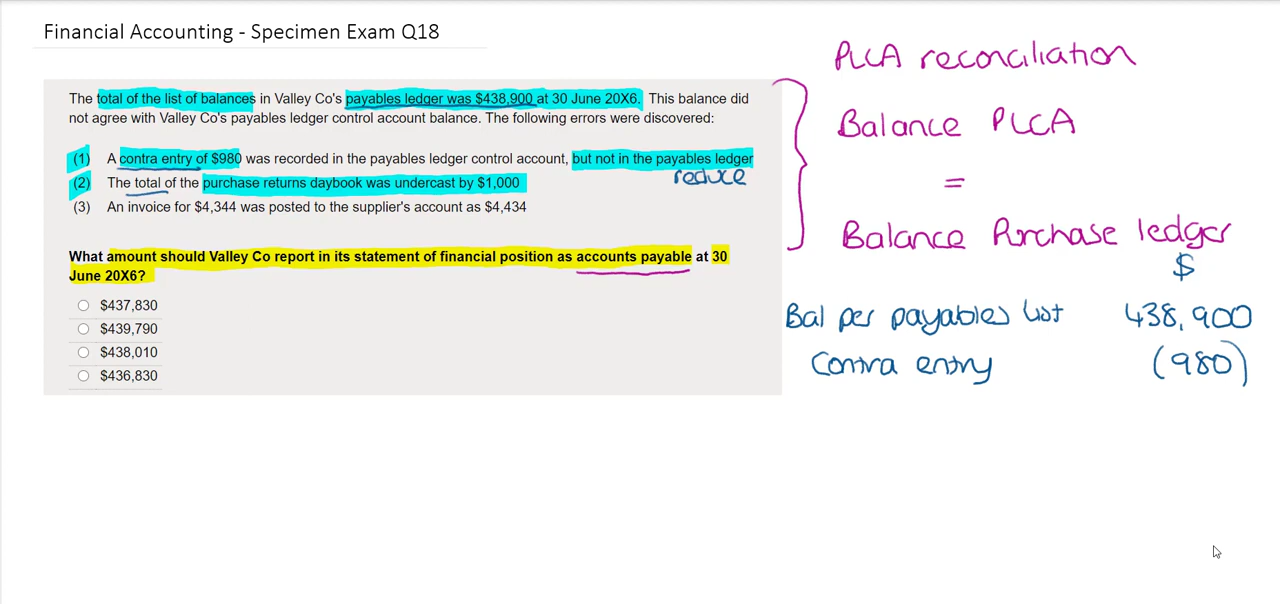 Financial Accounting - Specimen Exam Q18
The total of the list of balances in Valley Co's payables ledger was $438,900 at 30 June 20X6. This balance did
not agree with Valley Co's payables ledger control account balance. The following errors were discovered:
(1) A contra entry of $980 was recorded in the payables ledger control account, but not in the payables ledger
reduce
(2) The total of the purchase returns daybook was undercast by $1,000
(3) An invoice for $4,344 was posted to the supplier's account as $4,434
What amount should Valley Co report in its statement of financial position as accounts payable at 30
June 20X6?
$437,830
$439,790
$438,010
$436,830
PLCA reconciliation
Balance PLCA
=
Balance Purchase ledger
$
Bal per payables list 438,900
Contra entry (980)